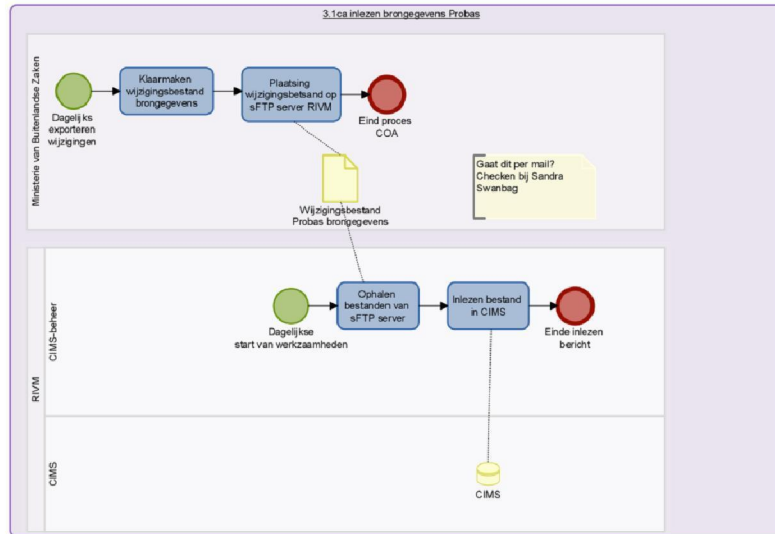 3.1ca inlezen brongegevens Probas
Ministerie van Buitenlandse Zaken
Dagelijks
exporteren
wijzigingen
Klaarmaken
wijzigingsbestand
brongegevens
Plaatsing
wijzigingsbetsand op
sFTP server RIVM
Eind proces
COA
Wijzigingsbestand
Probas brongegevens
Gaat dit per mail?
Checken bij Sandra
Swanbag
RIVM
CIMS-beheer
Dagelijkse
start van werkzaamheden
Ophalen
bestanden van
sFTP server
Inlezen bestand
in CIMS
Einde inlezen
bericht
CIMS
CIMS